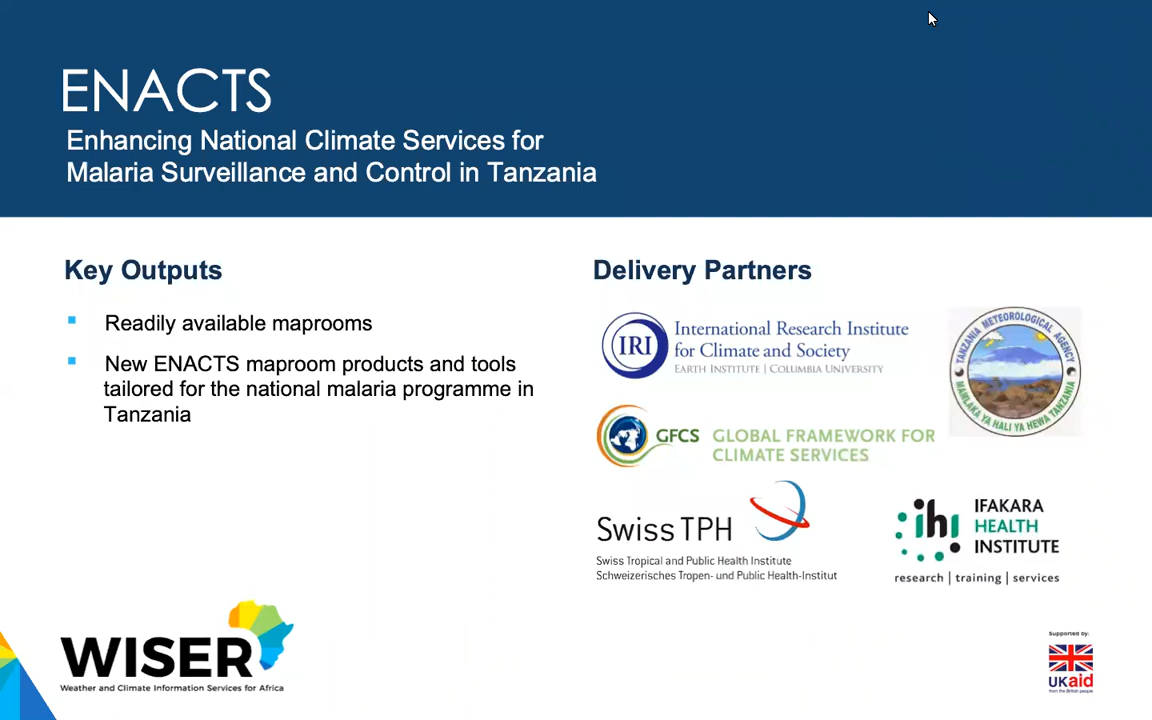 ENACTS
Enhancing National Climate Services for
Malaria Surveillance and Control in Tanzania
Key Outputs
Readily available maprooms
New ENACTS maproom products and tools
tailored for the national malaria programme in
Tanzania
Delivery Partners
IRI
International Research Institute
for Climate and Society
EARTH INSTITUTE | COLUMBIA UNIVERSITY
TANZANIA METEOROLOGICAL AGENCY
MAMLAKA YA HALI YA HEWA TANZANIA
GFCS
GLOBAL FRAMEWORK FOR
CLIMATE SERVICES
Swiss TPH
Swiss Tropical and Public Health Institute
Schweizerisches Tropen- und Public Health-Institut
ihi
IFAKARA
HEALTH
INSTITUTE
research | training | services
WISER
Weather and Climate Information Services for Africa
Supported by:
UKaid
from the British people